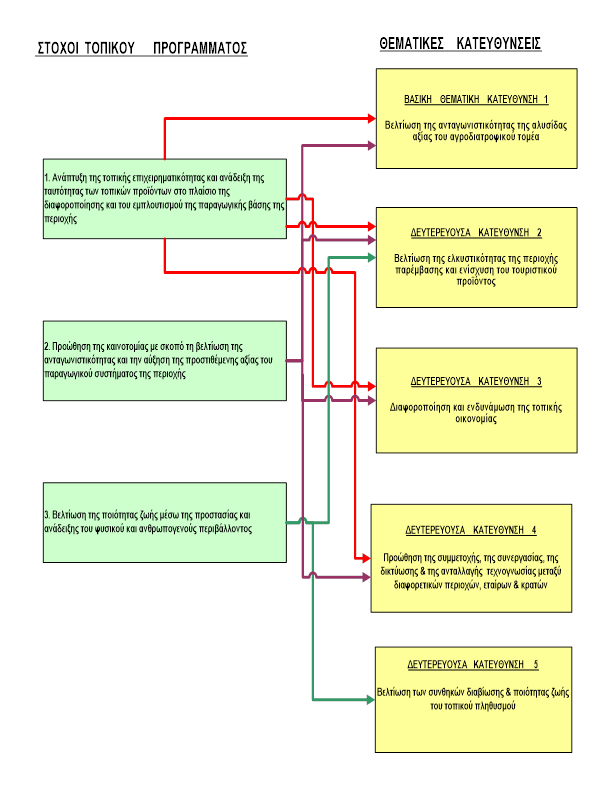 ΣΤΟΧΟΙ ΤΟΠΙΚΟΥ ΠΡΟΓΡΑΜΜΑΤΟΣ
ΘΕΜΑΤΙΚΕΣ ΚΑΤΕΥΘΥΝΣΕΙΣ
1. Ανάπτυξη της τοπικής επιχειρηματικότητας και ανάδειξη της
ταυτότητας των τοπικών προϊόντων στο πλαίσιο της
διαφοροποίησης και του εμπλουτισμού της παραγωγικής βάσης της
περιοχής
2. Προώθηση της καινοτομίας με σκοπό τη βελτίωση της
ανταγωνιστικότητας και την αύξηση της προστιθέμενης αξίας του
παραγωγικού συστήματος της περιοχής
3. Βελτίωση της ποιότητας ζωής μέσω της προστασίας και
ανάδειξης του φυσικού και ανθρωπογενούς περιβάλλοντος
ΒΑΣΙΚΗ ΘΕΜΑΤΙΚΗ ΚΑΤΕΥΘΥΝΣΗ 1
Βελτίωση της ανταγωνιστικότητας της αλυσίδας
αξίας του αγροδιατροφικού τομέα
ΔΕΥΤΕΡΕΥΟΥΣΑ ΚΑΤΕΥΘΥΝΣΗ 2
Βελτίωση της ελκυστικότητας της περιοχής
παρέμβασης και ενίσχυση του τουριστικού
προϊόντος
ΔΕΥΤΕΡΕΥΟΥΣΑ ΚΑΤΕΥΘΥΝΣΗ 3
Διαφοροποίηση και ενδυνάμωση της τοπικής
οικονομίας
ΔΕΥΤΕΡΕΥΟΥΣΑ ΚΑΤΕΥΘΥΝΣΗ 4
Προώθηση της συμμετοχής, της συνεργασίας, της
δικτύωσης & της ανταλλαγής τεχνογνωσίας μεταξύ
διαφορετικών περιοχών, εταίρων & κρατών
ΔΕΥΤΕΡΕΥΟΥΣΑ ΚΑΤΕΥΘΥΝΣΗ 5
Βελτίωση των συνθηκών διαβίωσης & ποιότητας ζωής
του τοπικού πληθυσμού